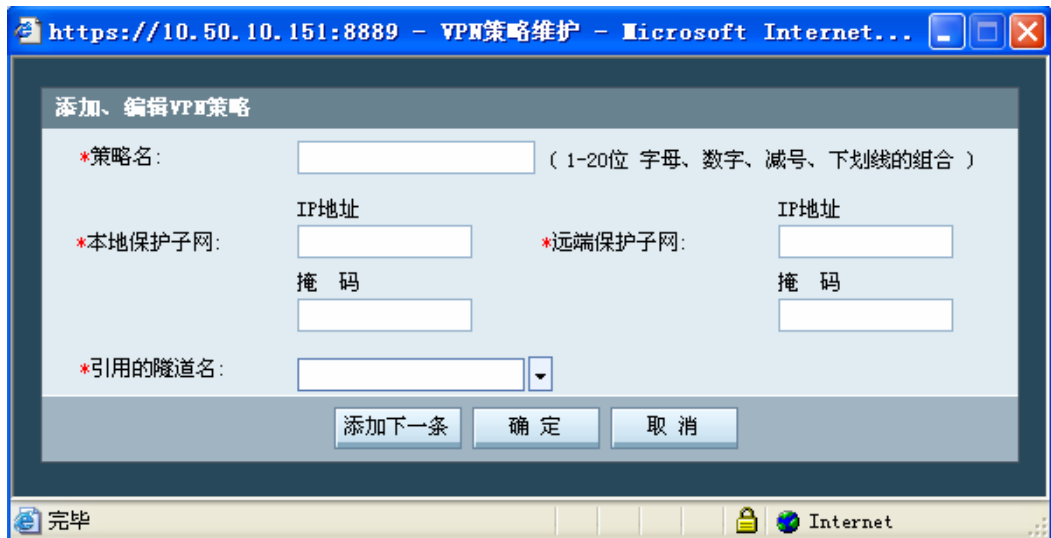 https://10.50.10.151:8889 - VPN策略维护 - Microsoft Internet...
添加、编辑VPN策略
*策略名: ( 1-20位 字母、数字、减号、下划线的组合 )
IP地址 IP地址
*本地保护子网: *远端保护子网:
掩 码 掩 码
*引用的隧道名:
添加下一条 确 定 取 消
完毕 Internet